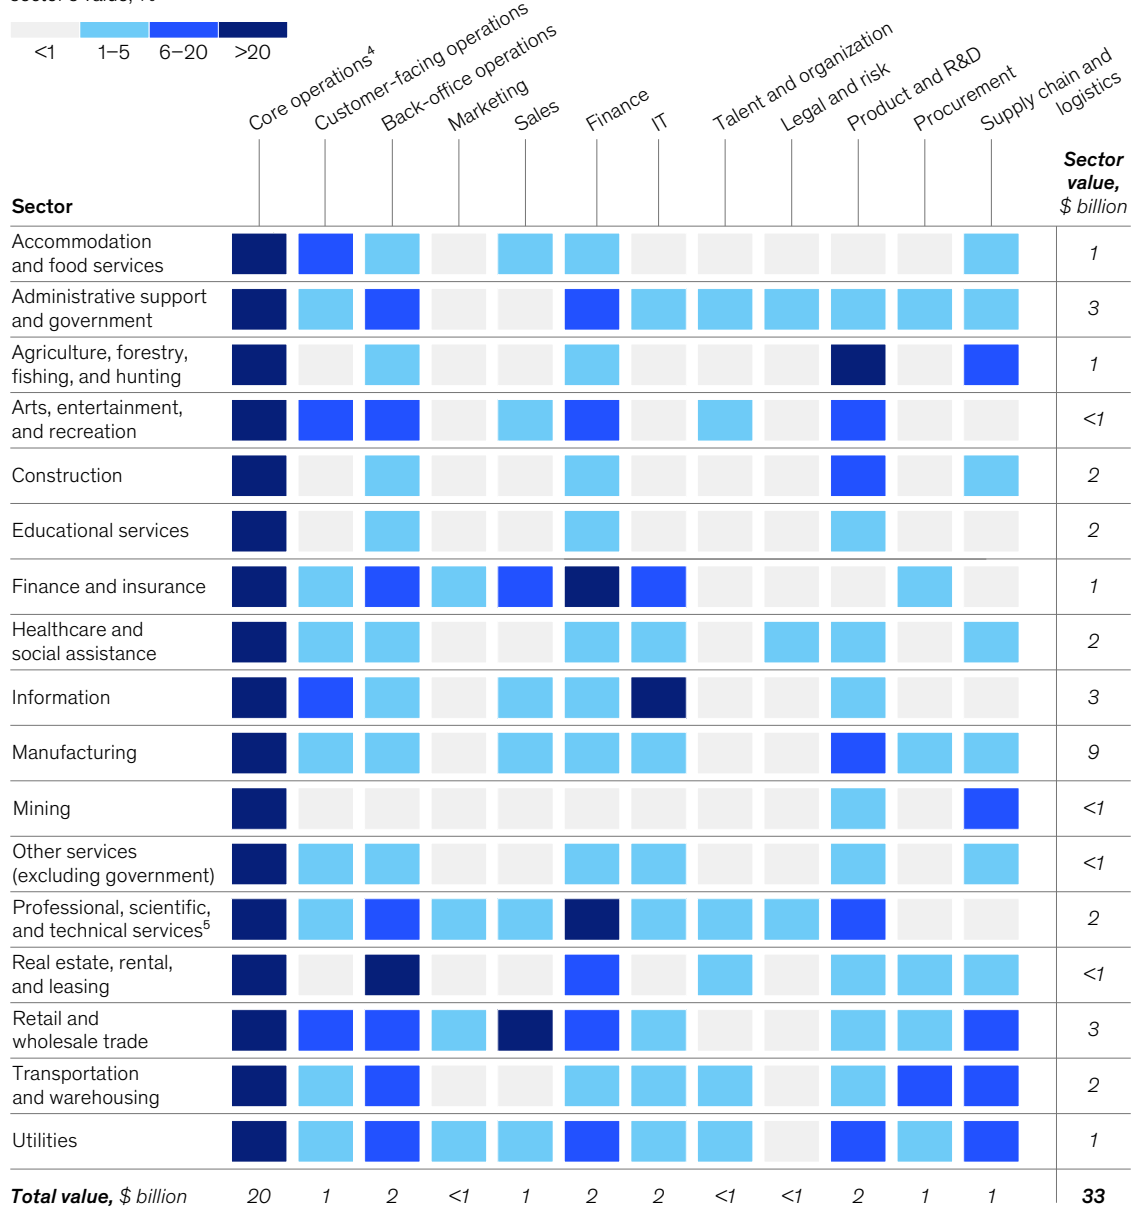 <1 1–5 6–20 >20
Core operations⁴
Customer-facing operations
Back-office operations
Marketing
Sales
Finance
IT
Talent and organization
Legal and risk
Product and R&D
Procurement
Supply chain and
logistics
Sector
Sector
value,
$ billion
Accommodation
and food services
1
Administrative support
and government
3
Agriculture, forestry,
fishing, and hunting
1
Arts, entertainment,
and recreation
<1
Construction
2
Educational services
2
Finance and insurance
1
Healthcare and
social assistance
2
Information
3
Manufacturing
9
Mining
<1
Other services
(excluding government)
<1
Professional, scientific,
and technical services⁵
2
Real estate, rental,
and leasing
<1
Retail and
wholesale trade
3
Transportation
and warehousing
2
Utilities
1
Total value, $ billion 20 1 2 <1 1 2 2 <1 <1 2 1 1 33